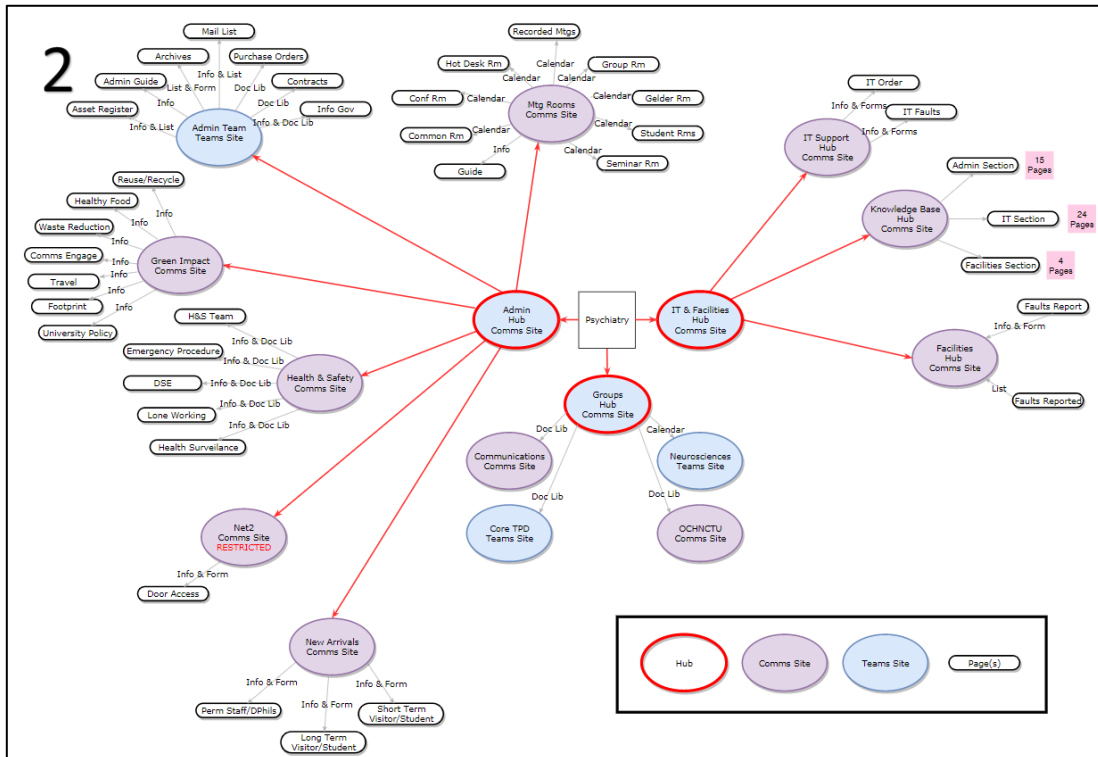 2
Mail List
Archives
Purchase Orders
Info & List
Admin Guide
List & Form
Doc Lib
Contracts
Info
Doc Lib
Asset Register
Info & List
Info & Doc Lib
Info Gov
Admin Team
Teams Site
Recorded Mtgs
Calendar
Hot Desk Rm
Calendar
Calendar
Group Rm
Conf Rm
Calendar
Calendar
Gelder Rm
Mtg Rooms
Comms Site
Common Rm
Calendar
Calendar
Student Rms
Info
Calendar
Guide
Seminar Rm
IT Order
Info & Forms
IT Faults
Info & Forms
IT Support
Hub
Comms Site
Admin Section
15
Pages
Knowledge Base
Hub
Comms Site
IT Section
24
Pages
Facilities Section
4
Pages
Reuse/Recycle
Info
Healthy Food
Info
Waste Reduction
Info
Comms Engage
Info
Green Impact
Comms Site
Travel
Info
Footprint
Info
University Policy
Info
Admin
Hub
Comms Site
Psychiatry
IT & Facilities
Hub
Comms Site
Faults Report
Info & Form
Facilities
Hub
Comms Site
List
Faults Reported
H&S Team
Info & Doc Lib
Emergency Procedure
Info & Doc Lib
Health & Safety
Comms Site
DSE
Info & Doc Lib
Lone Working
Info & Doc Lib
Health Surveilance
Info & Doc Lib
Groups
Hub
Comms Site
Doc Lib
Calendar
Communications
Comms Site
Neurosciences
Teams Site
Doc Lib
Doc Lib
Core TPD
Teams Site
OCHNCTU
Comms Site
Net2
Comms Site
RESTRICTED
Info & Form
Door Access
New Arrivals
Comms Site
Info & Form
Info & Form
Info & Form
Perm Staff/DPhils
Long Term
Visitor/Student
Short Term
Visitor/Student
Hub
Comms Site
Teams Site
Page(s)